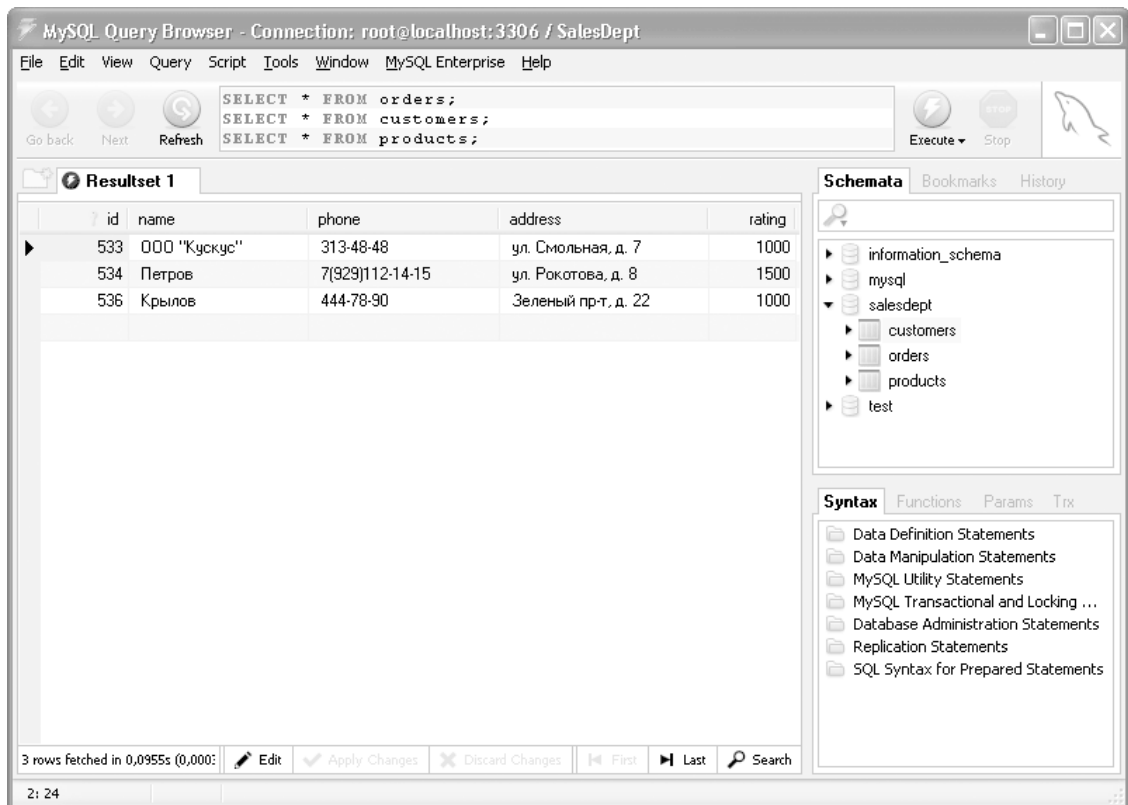 MySQL Query Browser - Connection: root@localhost:3306 / SalesDept
File Edit View Query Script Tools Window MySQL Enterprise Help
SELECT * FROM orders;
SELECT * FROM customers;
SELECT * FROM products;
Go back Next Refresh Execute Stop
Resultset 1
id name phone address rating
533 ООО "Кускус" 313-48-48 ул. Смольная, д. 7 1000
534 Петров 7(929)112-14-15 ул. Рокотова, д. 8 1500
536 Крылов 444-78-90 Зеленый пр-т, д. 22 1000
Schemata Bookmarks History
information_schema
mysql
salesdept
customers
orders
products
test
Syntax Functions Params Trx
Data Definition Statements
Data Manipulation Statements
MySQL Utility Statements
MySQL Transactional and Locking ...
Database Administration Statements
Replication Statements
SQL Syntax for Prepared Statements
3 rows fetched in 0,0955s (0,000 Edit Apply Changes Discard Changes First Last Search
2: 24